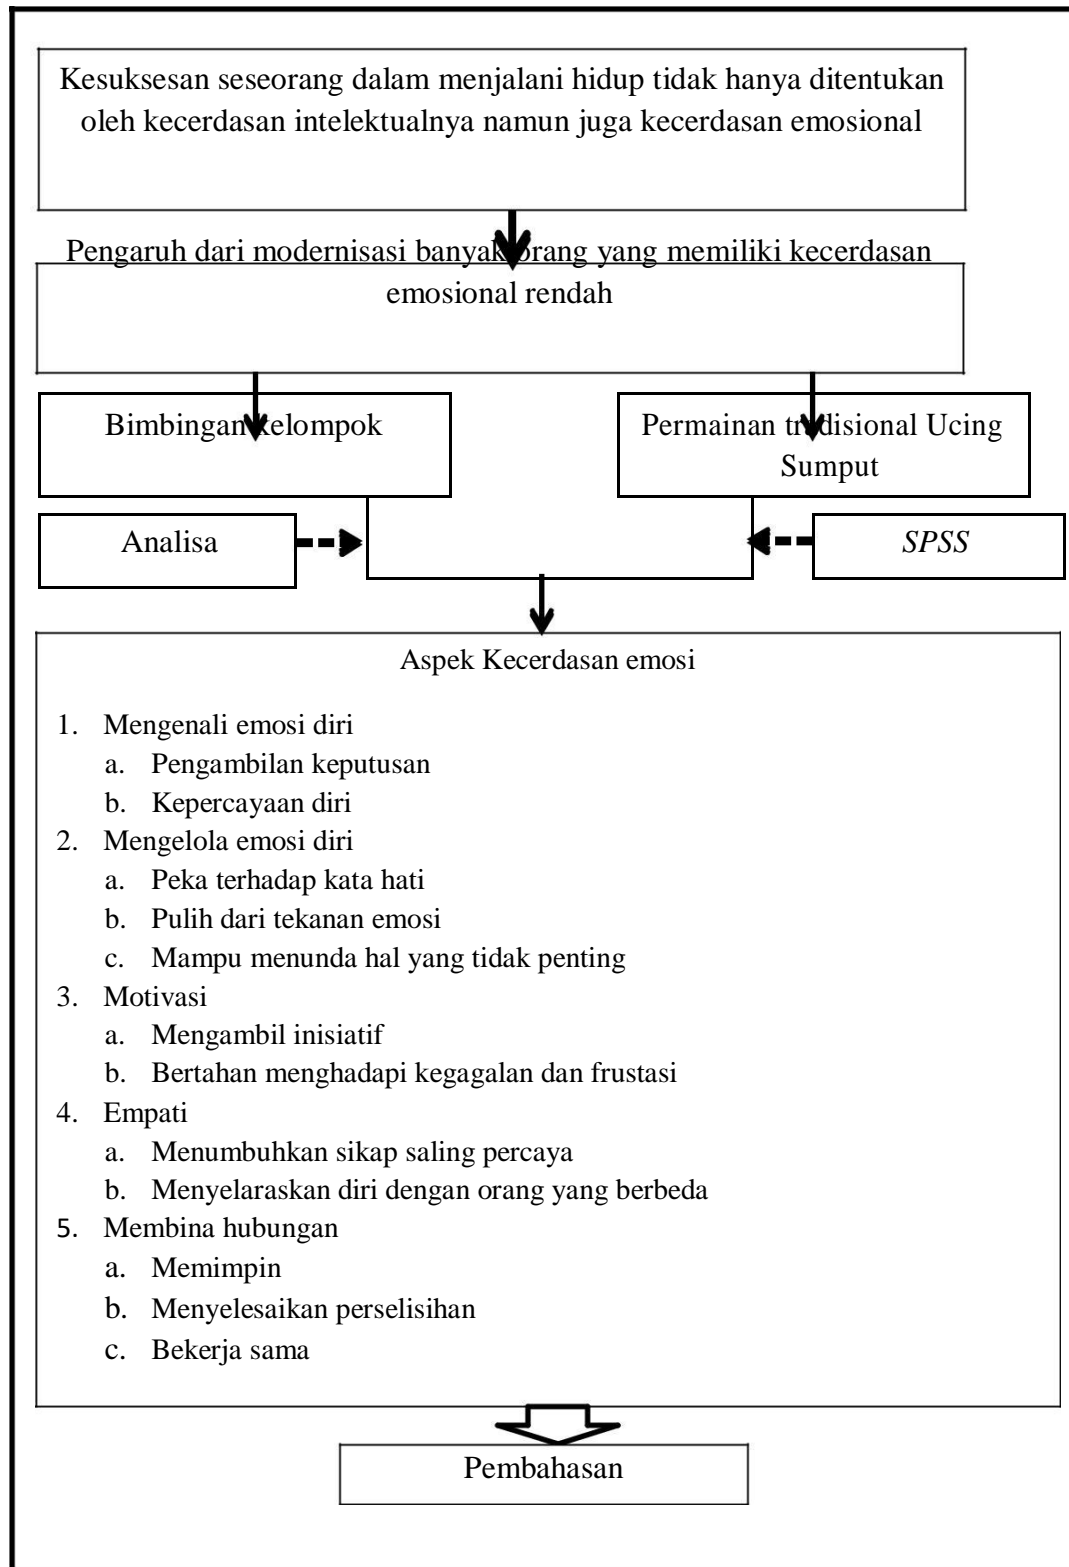 Kesuksesan seseorang dalam menjalani hidup tidak hanya ditentukan
oleh kecerdasan intelektualnya namun juga kecerdasan emosional
Pengaruh dari modernisasi banyak orang yang memiliki kecerdasan
emosional rendah
Bimbingan kelompok
Permainan tradisional Ucing
Sumput
Analisa
SPSS
Aspek Kecerdasan emosi
1. Mengenali emosi diri
a. Pengambilan keputusan
b. Kepercayaan diri
2. Mengelola emosi diri
a. Peka terhadap kata hati
b. Pulih dari tekanan emosi
c. Mampu menunda hal yang tidak penting
3. Motivasi
a. Mengambil inisiatif
b. Bertahan menghadapi kegagalan dan frustasi
4. Empati
a. Menumbuhkan sikap saling percaya
b. Menyelaraskan diri dengan orang yang berbeda
5. Membina hubungan
a. Memimpin
b. Menyelesaikan perselisihan
c. Bekerja sama
Pembahasan